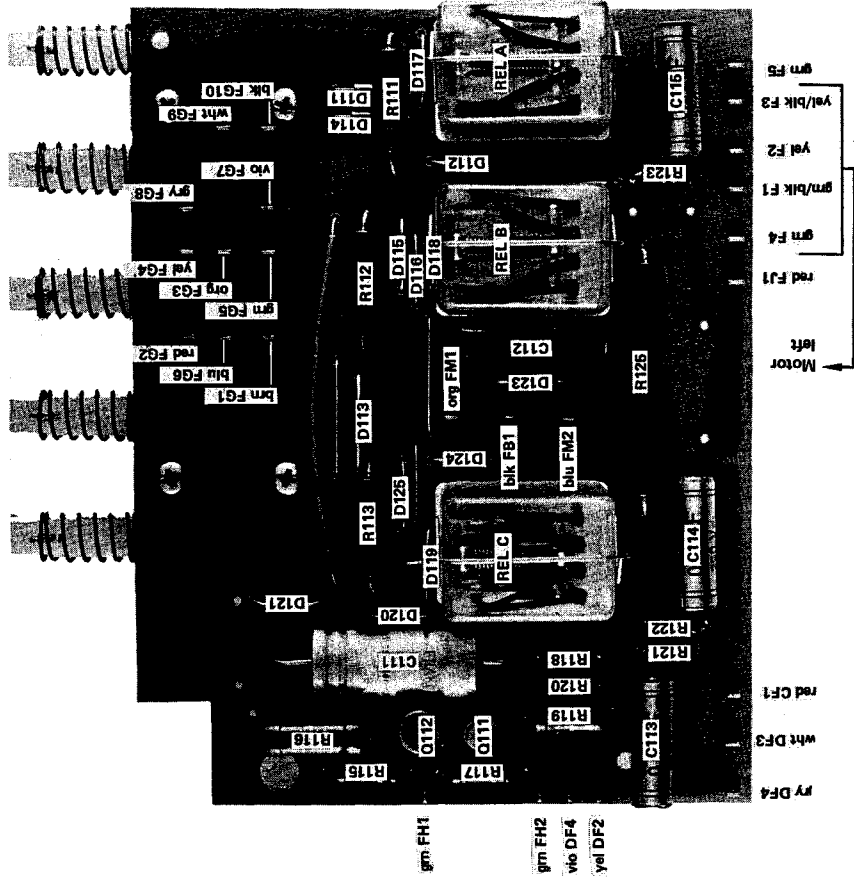 blk FG10
wht FG9
vio FG7
gry FG8
yel FG4
org FG3
grn FG5
red FG2
blu FG6
brn FG1
D111
D114
R111
D117
REL A
C115
grn F5
yel/blk F3
yel F2
grn/blk F1
grn F4
red FJ1
D112
R123
R112
D115
D116
D118
REL B
C112
D123
org FM1
R125
Motor
left
D113
D124
blk FB1
blu FM2
R113
D125
D119
REL C
C114
D121
D120
C111
R118
R120
R119
R122
R121
red CF1
wht DF3
C113
R116
Q112
Q111
R115
R117
DF4
grn FH1
grn FH2
vio DF4
yel DF2